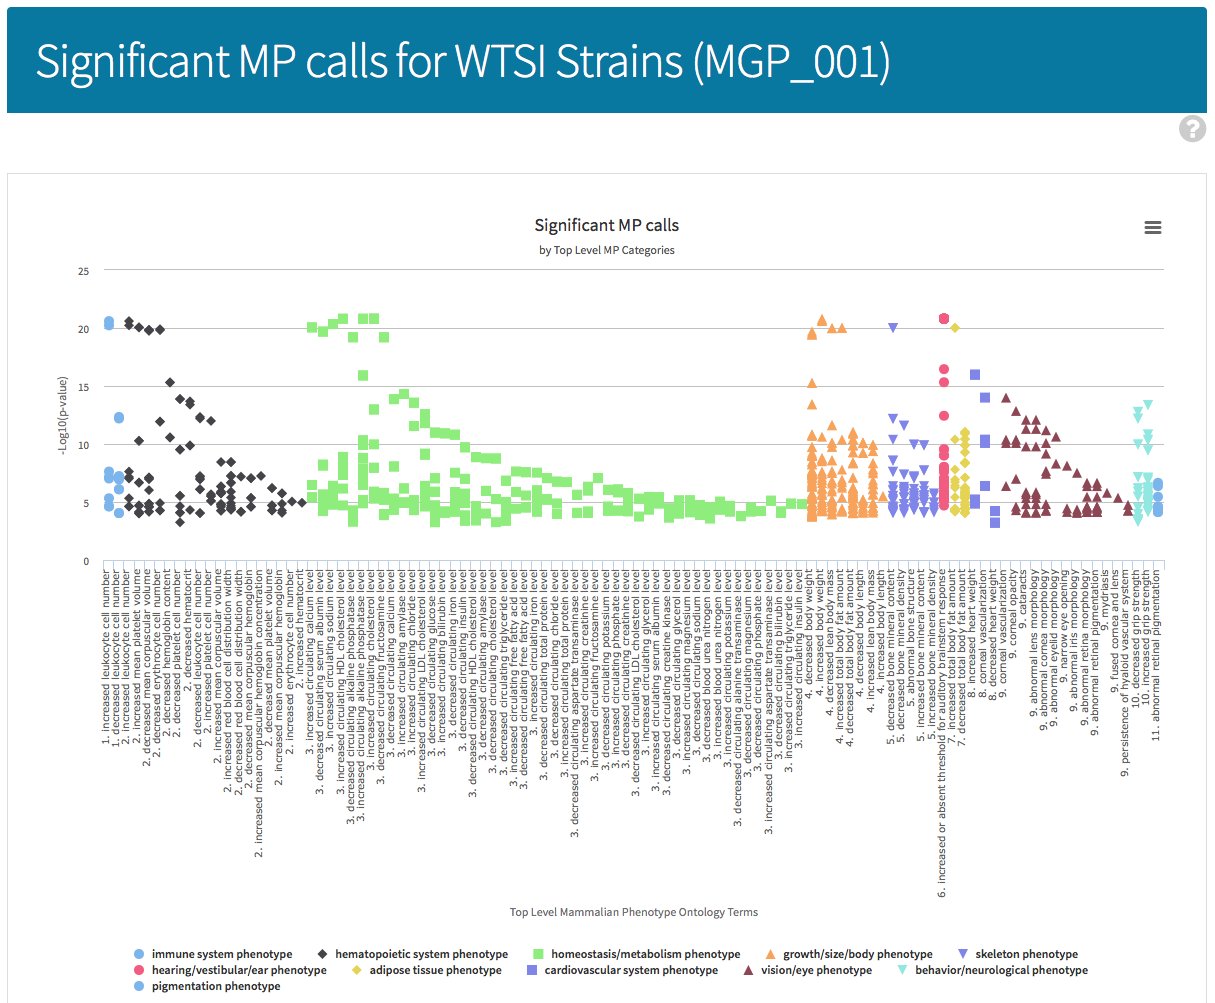 Significant MP calls for WTSI Strains (MGP_001)
?
Significant MP calls
by Top Level MP Categories
25
20
15
10
5
0
-Log10(p-value)
1. increased leukocyte cell number
1. decreased leukocyte cell number
2. increased leukocyte cell number
2. increased mean platelet volume
2. decreased mean corpuscular volume
2. decreased erythrocyte cell number
2. decreased hemoglobin content
2. decreased platelet cell number
2. decreased hematocrit
2. decreased leukocyte cell number
2. increased platelet cell number
2. increased mean corpuscular volume
2. increased red blood cell distribution width
2. decreased red blood cell distribution width
2. decreased mean corpuscular hemoglobin
2. increased mean corpuscular hemoglobin concentration
2. decreased mean platelet volume
2. increased mean corpuscular hemoglobin
2. increased erythrocyte cell number
2. increased hematocrit
3. increased circulating calcium level
3. decreased circulating serum albumin level
3. increased circulating sodium level
3. increased circulating HDL cholesterol level
3. decreased circulating alkaline phosphatase level
3. increased circulating alkaline phosphatase level
3. increased circulating cholesterol level
3. decreased circulating fructosamine level
3. decreased circulating calcium level
3. increased circulating amylase level
3. increased circulating chloride level
3. increased circulating LDL cholesterol level
3. decreased circulating glucose level
3. increased circulating bilirubin level
3. decreased circulating iron level
3. decreased circulating insulin level
3. decreased circulating HDL cholesterol level
3. decreased circulating amylase level
3. decreased circulating cholesterol level
3. decreased circulating triglyceride level
3. increased circulating free fatty acid level
3. decreased circulating free fatty acid level
3. increased circulating iron level
3. decreased circulating total protein level
3. decreased circulating chloride level
3. increased circulating total protein level
3. decreased circulating aspartate transaminase level
3. increased circulating glucose level
3. increased circulating fructosamine level
3. decreased circulating potassium level
3. increased circulating phosphate level
3. decreased circulating creatinine level
3. decreased circulating LDL cholesterol level
3. increased circulating glycerol level
3. increased circulating serum albumin level
3. decreased circulating creatine kinase level
3. decreased circulating glycerol level
3. increased circulating magnesium level
3. decreased circulating sodium level
3. decreased blood urea nitrogen level
3. increased blood urea nitrogen level
3. increased circulating potassium level
3. decreased circulating alanine transaminase level
3. decreased circulating magnesium level
3. decreased circulating phosphate level
3. increased circulating aspartate transaminase level
3. decreased circulating bilirubin level
3. increased circulating triglyceride level
3. increased circulating insulin level
4. decreased body weight
4. increased body weight
4. decreased lean body mass
4. increased total body fat amount
4. decreased total body fat amount
4. decreased body length
4. increased lean body mass
4. increased body length
5. decreased bone mineral content
5. decreased bone mineral density
5. abnormal bone structure
5. increased bone mineral content
5. increased bone mineral density
6. increased or absent threshold for auditory brainstem response
7. increased total body fat amount
7. decreased total body fat amount
8. increased heart weight
8. corneal vascularization
8. decreased heart weight
9. corneal vascularization
9. corneal opacity
9. cataracts
9. abnormal lens morphology
9. abnormal cornea morphology
9. abnormal eyelid morphology
9. narrow eye opening
9. abnormal iris morphology
9. abnormal retinal morphology
9. abnormal retinal pigmentation
9. mydriasis
9. fused cornea and lens
9. persistence of hyaloid vascular system
10. decreased grip strength
10. increased grip strength
11. abnormal retinal pigmentation
Top Level Mammalian Phenotype Ontology Terms
immune system phenotype hematopoietic system phenotype homeostasis/metabolism phenotype growth/size/body phenotype skeleton phenotype
hearing/vestibular/ear phenotype adipose tissue phenotype cardiovascular system phenotype vision/eye phenotype behavior/neurological phenotype
pigmentation phenotype